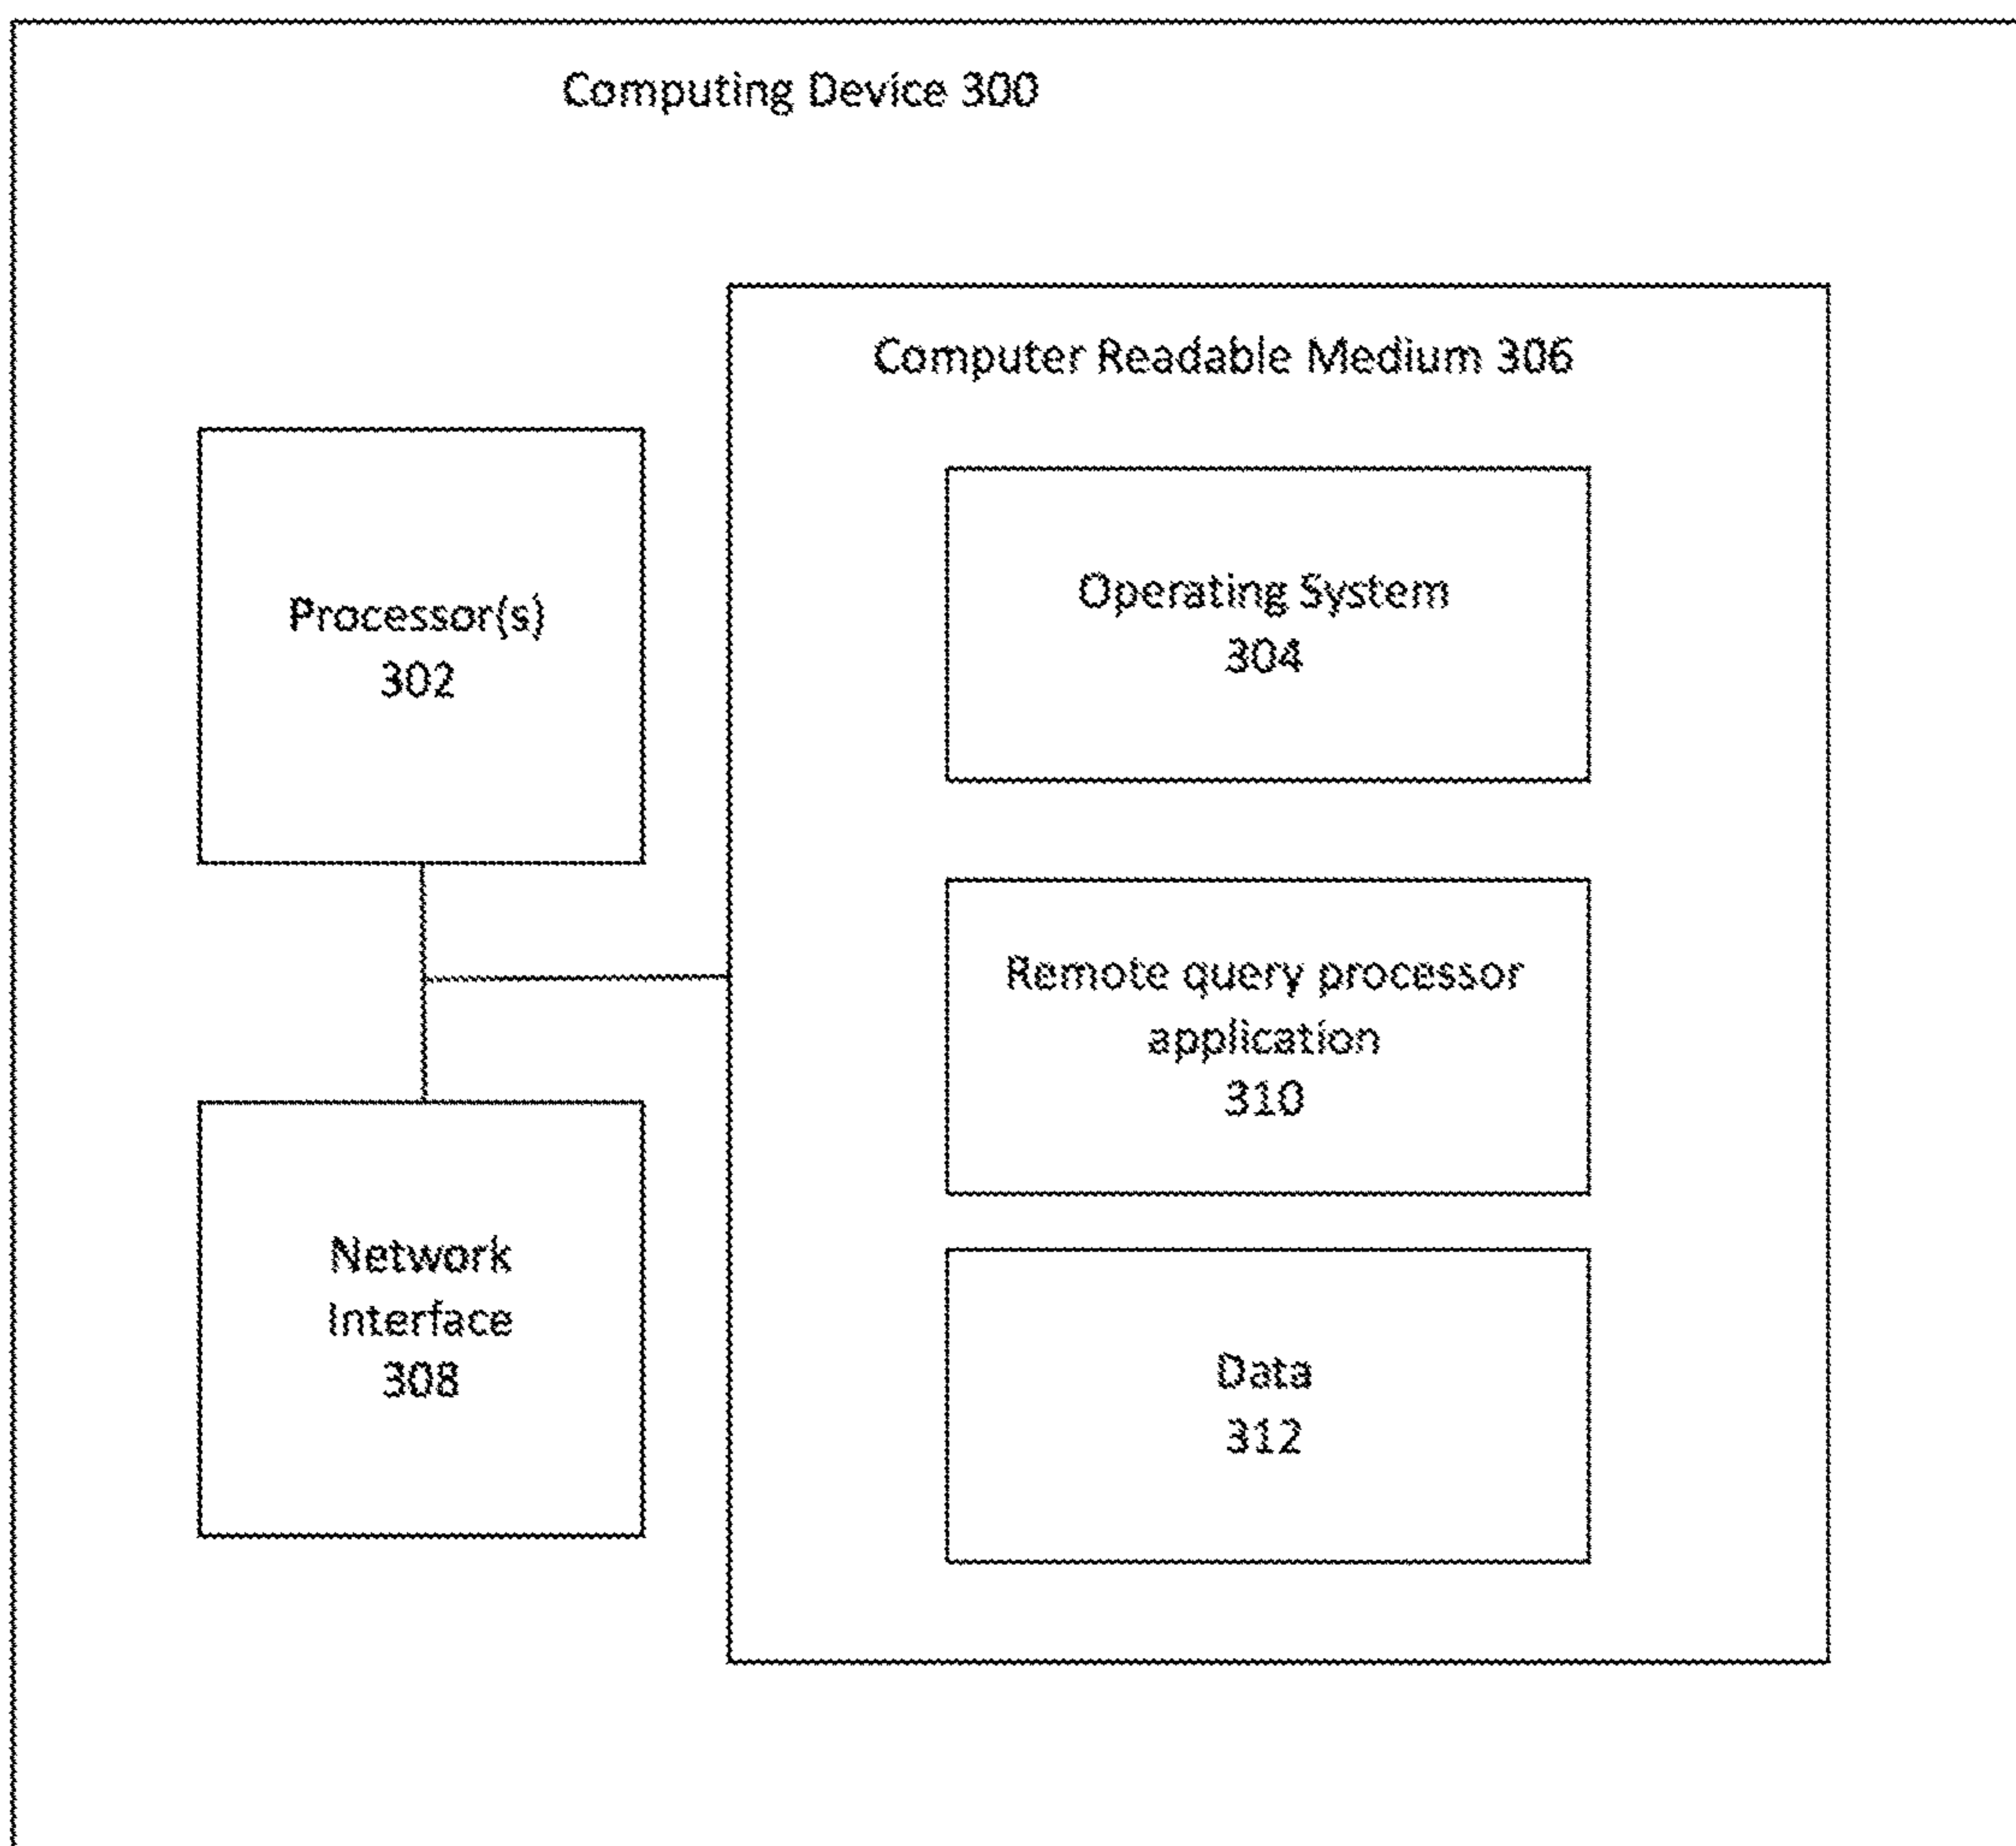 Computing Device 300
Computer Readable Medium 306
Processor(s)
302
Operating System
304
Remote query processor
application
310
Network
Interface
308
Data
312